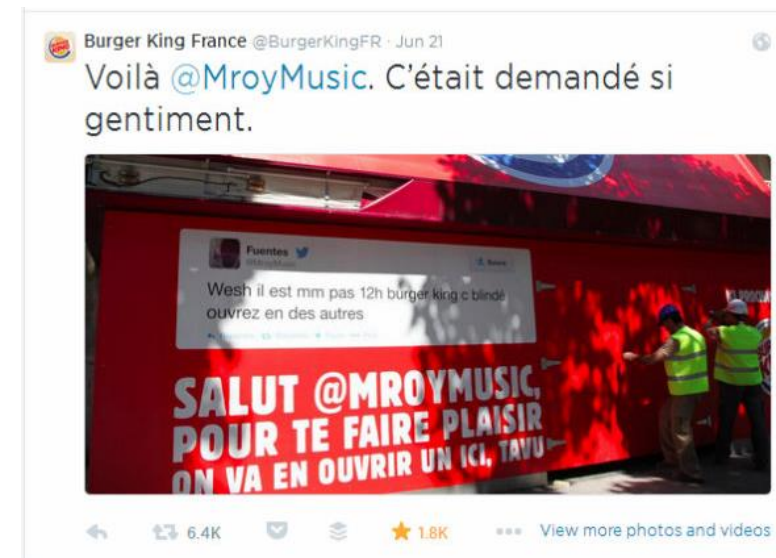 Burger King France @BurgerKingFR · Jun 21
Voilà @MroyMusic. C'était demandé si
gentiment.
Fuentes
@MroyMusic
Wesh il est mm pas 12h burger king c blindé
ouvrez en des autres
SALUT @MROYMUSIC,
POUR TE FAIRE PLAISIR
ON VA EN OUVRIR UN ICI, TAVU
6.4K
1.8K
View more photos and videos